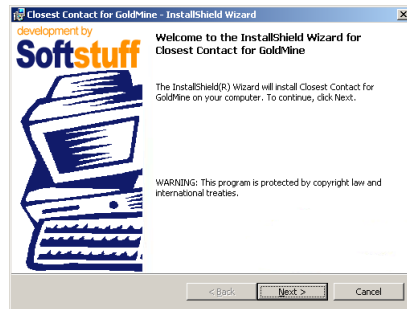 Closest Contact for GoldMine - InstallShield Wizard
development by
Softstuff
Welcome to the InstallShield Wizard for
Closest Contact for GoldMine
The InstallShield(R) Wizard will install Closest Contact for
GoldMine on your computer. To continue, click Next.
WARNING: This program is protected by copyright law and
international treaties.
< Back
Next >
Cancel